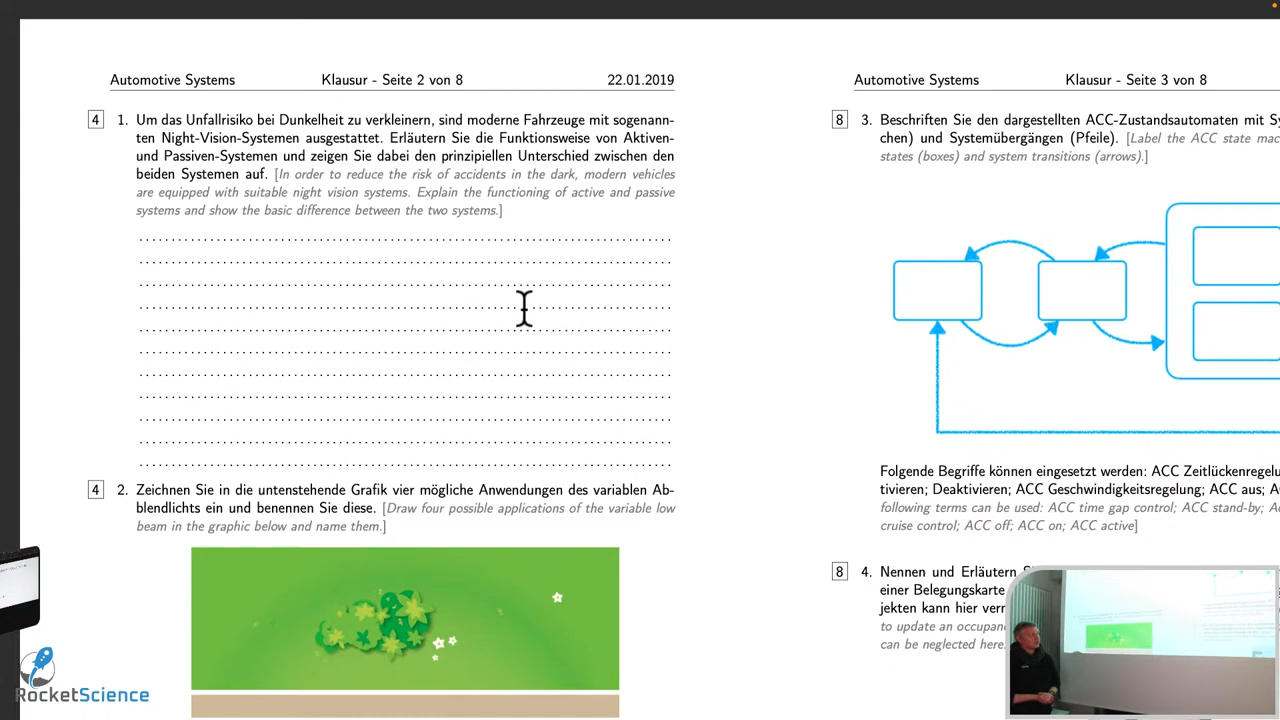 Automotive Systems Klausur - Seite 2 von 8 22.01.2019
4 1. Um das Unfallrisiko bei Dunkelheit zu verkleinern, sind moderne Fahrzeuge mit sogenann-
ten Night-Vision-Systemen ausgestattet. Erläutern Sie die Funktionsweise von Aktiven-
und Passiven-Systemen und zeigen Sie dabei den prinzipiellen Unterschied zwischen den
beiden Systemen auf. [In order to reduce the risk of accidents in the dark, modern vehicles
are equipped with suitable night vision systems. Explain the functioning of active and passive
systems and show the basic difference between the two systems.]
4 2. Zeichnen Sie in die untenstehende Grafik vier mögliche Anwendungen des variablen Ab-
blendlichts ein und benennen Sie diese. [Draw four possible applications of the variable low
beam in the graphic below and name them.]
Automotive Systems Klausur - Seite 3 von 8
8 3. Beschriften Sie den dargestellten ACC-Zustandsautomaten mit Sy
chen) und Systemübergängen (Pfeile). [Label the ACC state mac
states (boxes) and system transitions (arrows).]
Folgende Begriffe können eingesetzt werden: ACC Zeitlückenregelu
tivieren; Deaktivieren; ACC Geschwindigkeitsregelung; ACC aus; A
following terms can be used: ACC time gap control; ACC stand-by; A
cruise control; ACC off; ACC on; ACC active]
8 4. Nennen und Erläutern
einer Belegungskarte
jekten kann hier
to update an
can be neglected here.
RocketScience